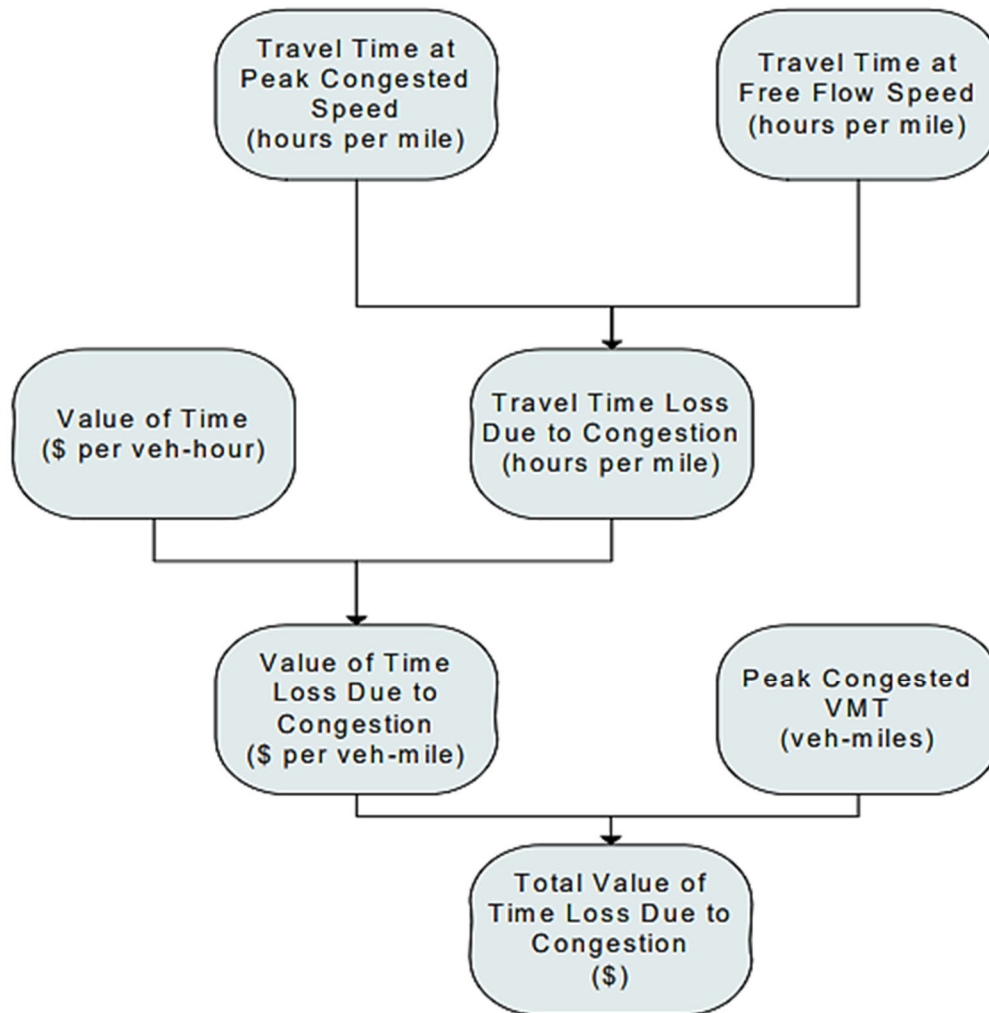 Travel Time at
Peak Congested
Speed
(hours per mile)
Travel Time at
Free Flow Speed
(hours per mile)
Value of Time
($ per veh-hour)
Travel Time Loss
Due to Congestion
(hours per mile)
Value of Time
Loss Due to
Congestion
($ per veh-mile)
Peak Congested
VMT
(veh-miles)
Total Value of
Time Loss Due to
Congestion
($)